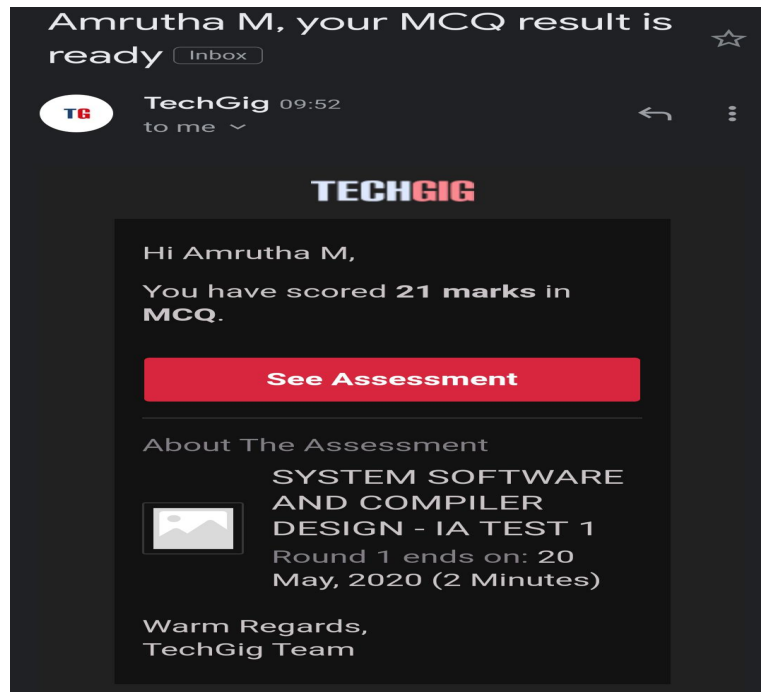 Amrutha M, your MCQ result is
ready Inbox
TG TechGig 09:52
to me
TECHGIG
Hi Amrutha M,
You have scored 21 marks in
MCQ.
See Assessment
About The Assessment
SYSTEM SOFTWARE
AND COMPILER
DESIGN - IA TEST 1
Round 1 ends on: 20
May, 2020 (2 Minutes)
Warm Regards,
TechGig Team